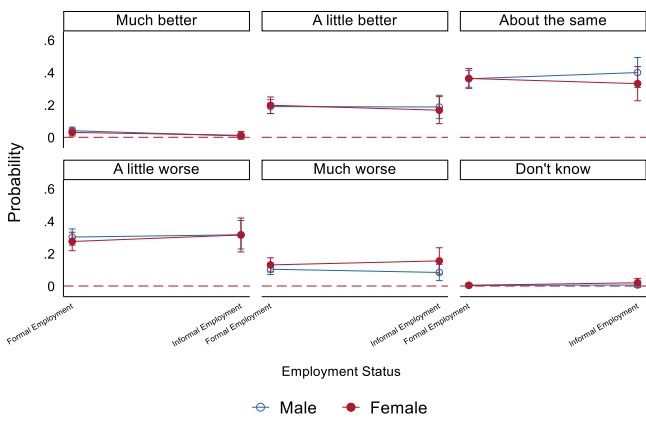 Much better
A little better
About the same
.6
.4
.2
0
A little worse
Much worse
Don't know
.6
.4
.2
0
Probability
Formal Employment
Informal Employment
Formal Employment
Informal Employment
Formal Employment
Informal Employment
Employment Status
Male
Female